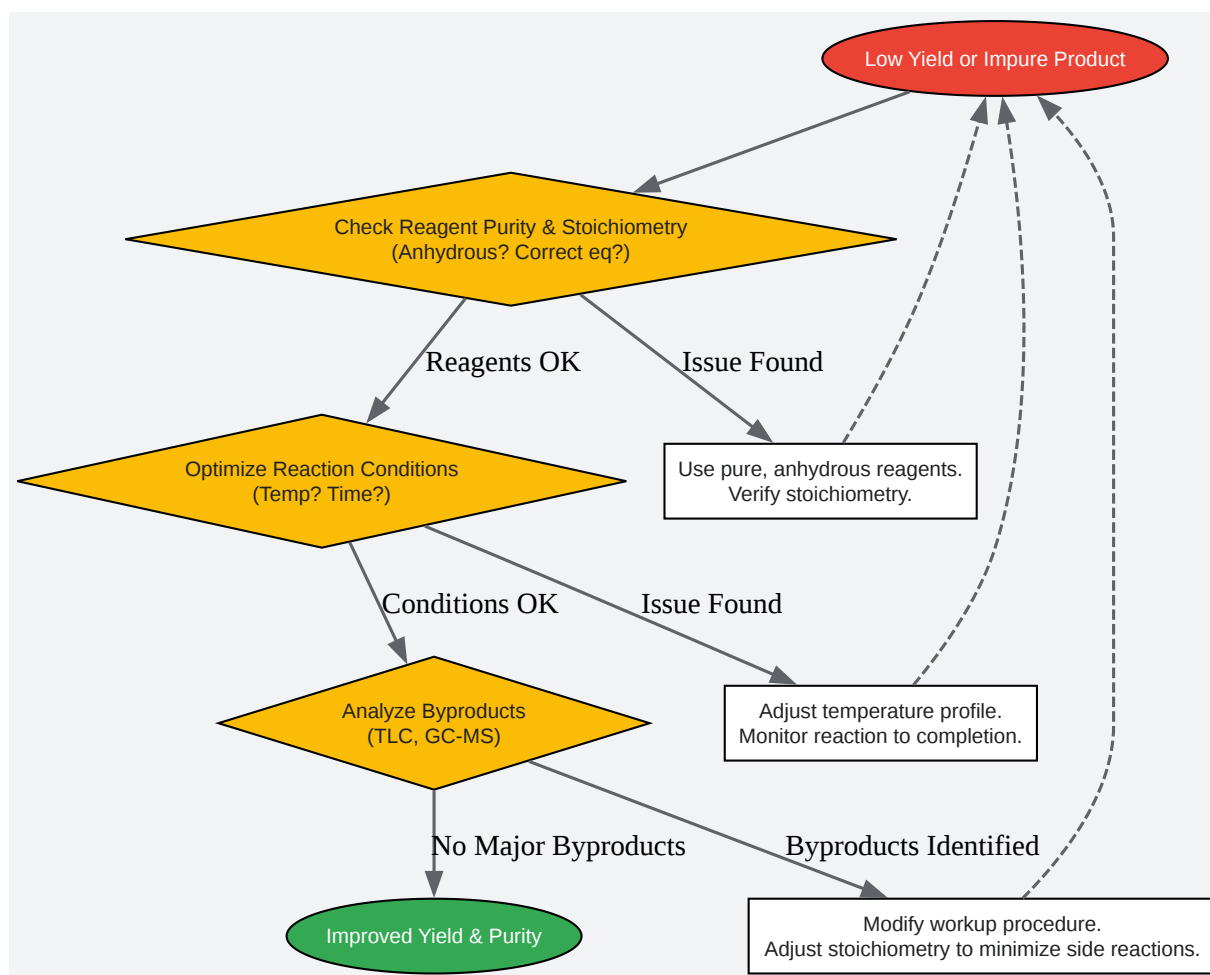 Low Yield or Impure Product
Check Reagent Purity & Stoichiometry
(Anhydrous? Correct eq?)
Reagents OK
Issue Found
Optimize Reaction Conditions
(Temp? Time?)
Use pure, anhydrous reagents.
Verify stoichiometry.
Conditions OK
Issue Found
Analyze Byproducts
(TLC, GC-MS)
Adjust temperature profile.
Monitor reaction to completion.
No Major Byproducts
Byproducts Identified
Improved Yield & Purity
Modify workup procedure.
Adjust stoichiometry to minimize side reactions.